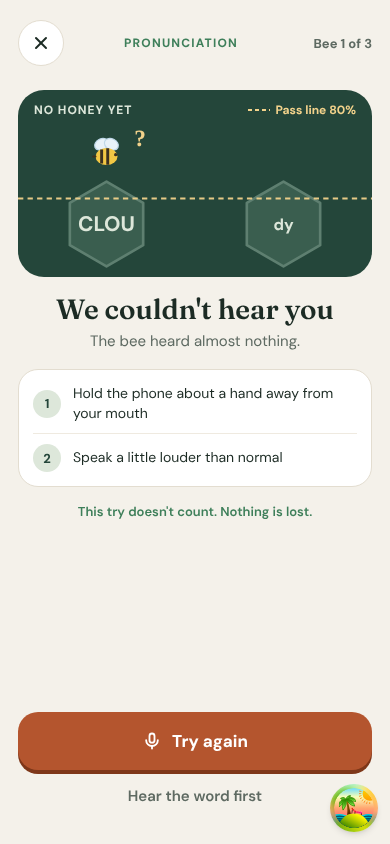 PRONUNCIATION
Bee 1 of 3
NO HONEY YET
Pass line 80%
?
CLOU
dy
We couldn't hear you
The bee heard almost nothing.
1
Hold the phone about a hand away from
your mouth
2
Speak a little louder than normal
This try doesn't count. Nothing is lost.
Try again
Hear the word first